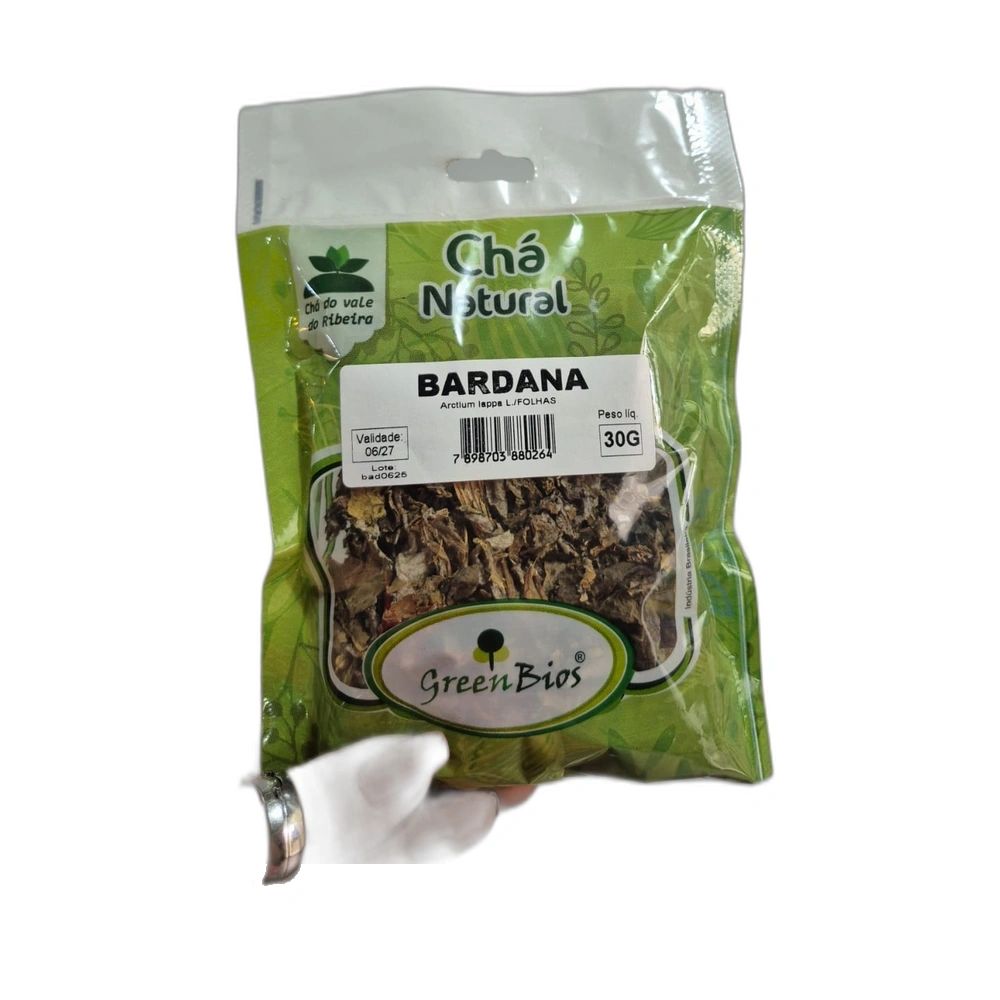 Chá
Natural
Chá do vale
do Ribeira
BARDANA
Arctium lappa L./FOLHAS
Validade:
06/27
Lote:
bad0625
7 898703 880264
Peso líq.
30G
GreenBios®